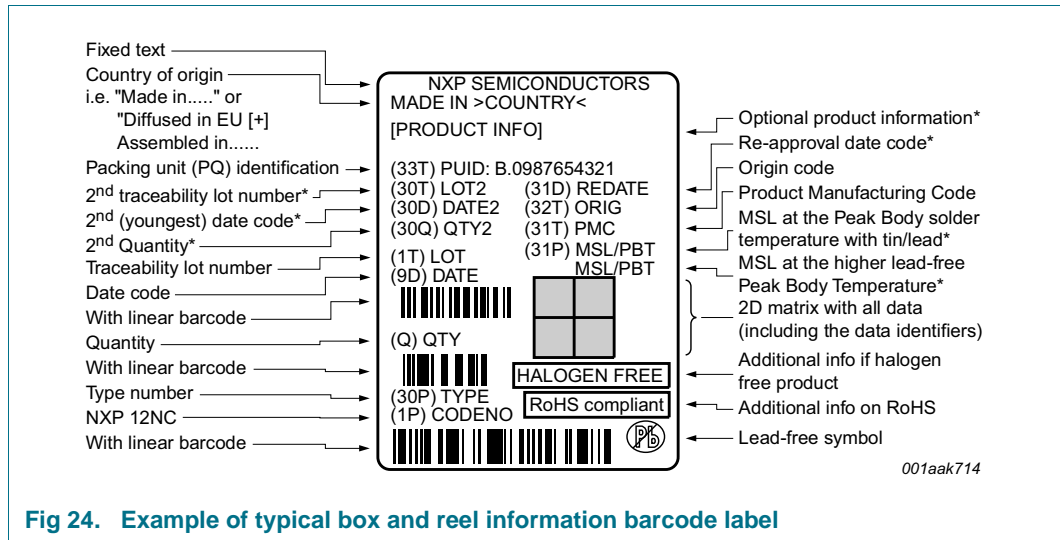 Fixed text
Country of origin
i.e. "Made in....." or
"Diffused in EU [+]
Assembled in......
Packing unit (PQ) identification
2nd traceability lot number*
2nd (youngest) date code*
2nd Quantity*
Traceability lot number
Date code
With linear barcode
Quantity
With linear barcode
Type number
NXP 12NC
With linear barcode
NXP SEMICONDUCTORS
MADE IN >COUNTRY<
[PRODUCT INFO]
(33T) PUID: B.0987654321
(30T) LOT2 (31D) REDATE
(30D) DATE2 (32T) ORIG
(30Q) QTY2 (31T) PMC
(31P) MSL/PBT
(1T) LOT MSL/PBT
(9D) DATE
(Q) QTY
HALOGEN FREE
(30P) TYPE
RoHS compliant
(1P) CODENO
Pb
Optional product information*
Re-approval date code*
Origin code
Product Manufacturing Code
MSL at the Peak Body solder
temperature with tin/lead*
MSL at the higher lead-free
Peak Body Temperature*
2D matrix with all data
(including the data identifiers)
Additional info if halogen
free product
Additional info on RoHS
Lead-free symbol
001aak714
Fig 24. Example of typical box and reel information barcode label